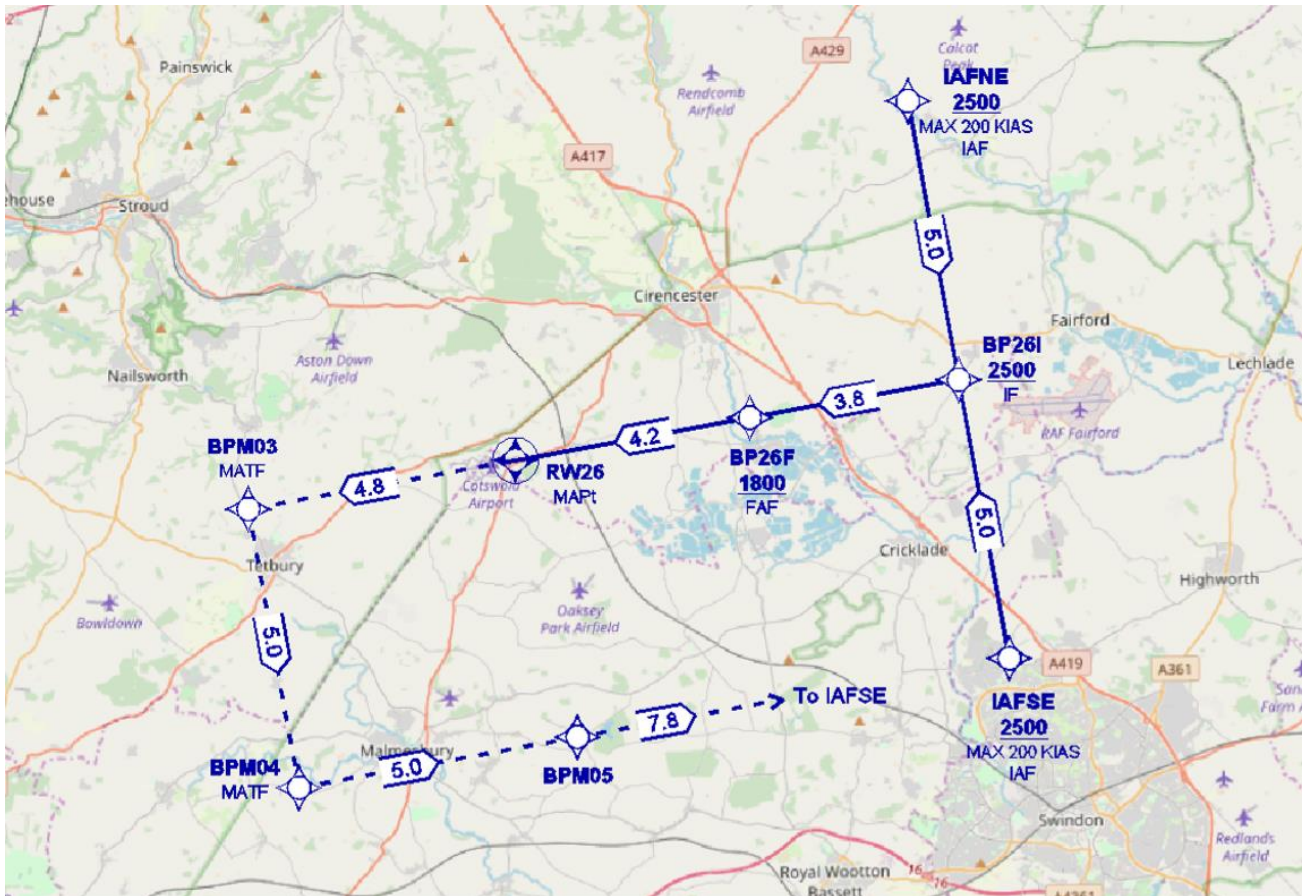 Painswick
A429
Calcot
Peak
IAFNE
2500
MAX 200 KIAS
IAF
Rendcomb
Airfield
A417
Stroud
5.0
Cirencester
Fairford
Aston Down
Airfield
BP26I
2500
IF
Lechlade
Nailsworth
3.8
RAF Fairford
4.2
BPM03
MATF
BP26F
1800
FAF
RW26
MAPt
Cotswold
Airport
4.8
5.0
Cricklade
Tetbury
Highworth
Bowldown
Oaksey
Park Airfield
5.0
A419
A361
To IAFSE
IAFSE
2500
MAX 200 KIAS
IAF
7.8
Malmesbury
5.0
BPM05
BPM04
MATF
Swindon
Redlands
Airfield
Royal Wootton
Bassett
16
16